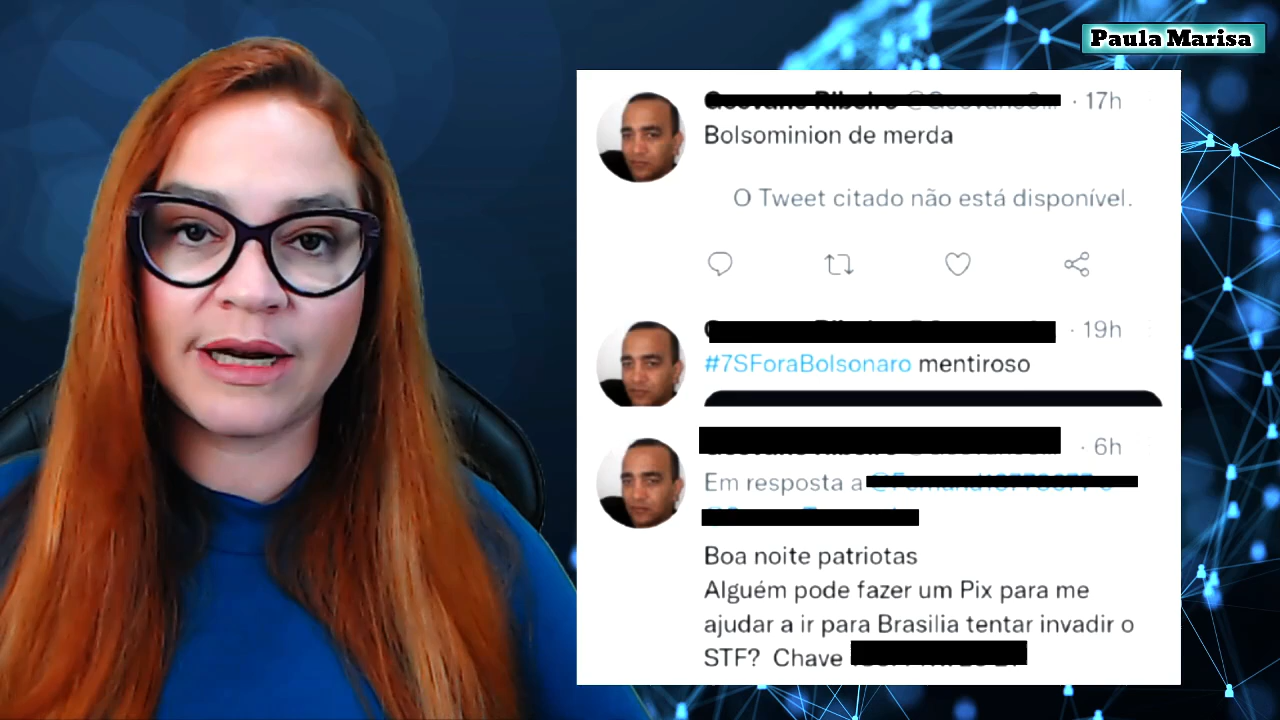 Paula Marisa
· 17h
Bolsominion de merda
O Tweet citado não está disponível.
· 19h
#7SForaBolsonaro mentiroso
· 6h
Em resposta a
Boa noite patriotas
Alguém pode fazer um Pix para me
ajudar a ir para Brasilia tentar invadir o
STF? Chave